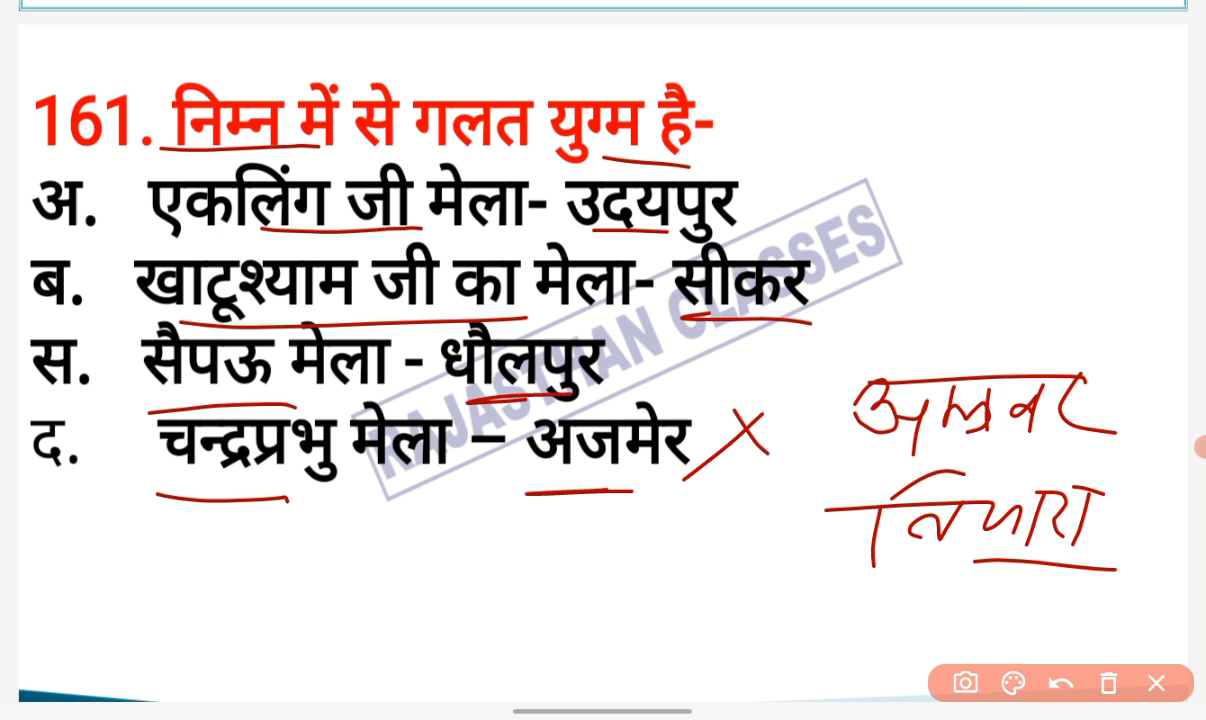 161. निम्न में से गलत युग्म है-
अ. एकलिंग जी मेला- उदयपुर
ब. खाटूश्याम जी का मेला- सीकर
स. सैपऊ मेला - धौलपुर
द. चन्द्रप्रभु मेला – अजमेर
अलवर
तिजारा
RAJASTHAN CLASSES